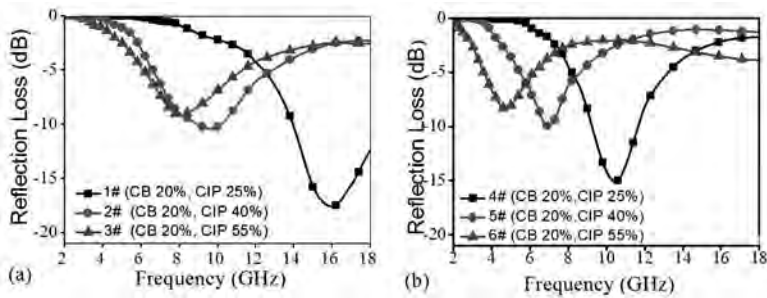 0
-5
-10
-15
-20
Reflection Loss (dB)
1# (CB 20%, CIP 25%)
2# (CB 20%, CIP 40%)
3# (CB 20%, CIP 55%)
2 4 6 8 10 12 14 16 18
(a)
Frequency (GHz)
0
-5
-10
-15
-20
Reflection Loss (dB)
4# (CB 20%,CIP 25%)
5# (CB 20%,CIP 40%)
6# (CB 20%,CIP 55%)
2 4 6 8 10 12 14 16 18
(b)
Frequency (GHz)